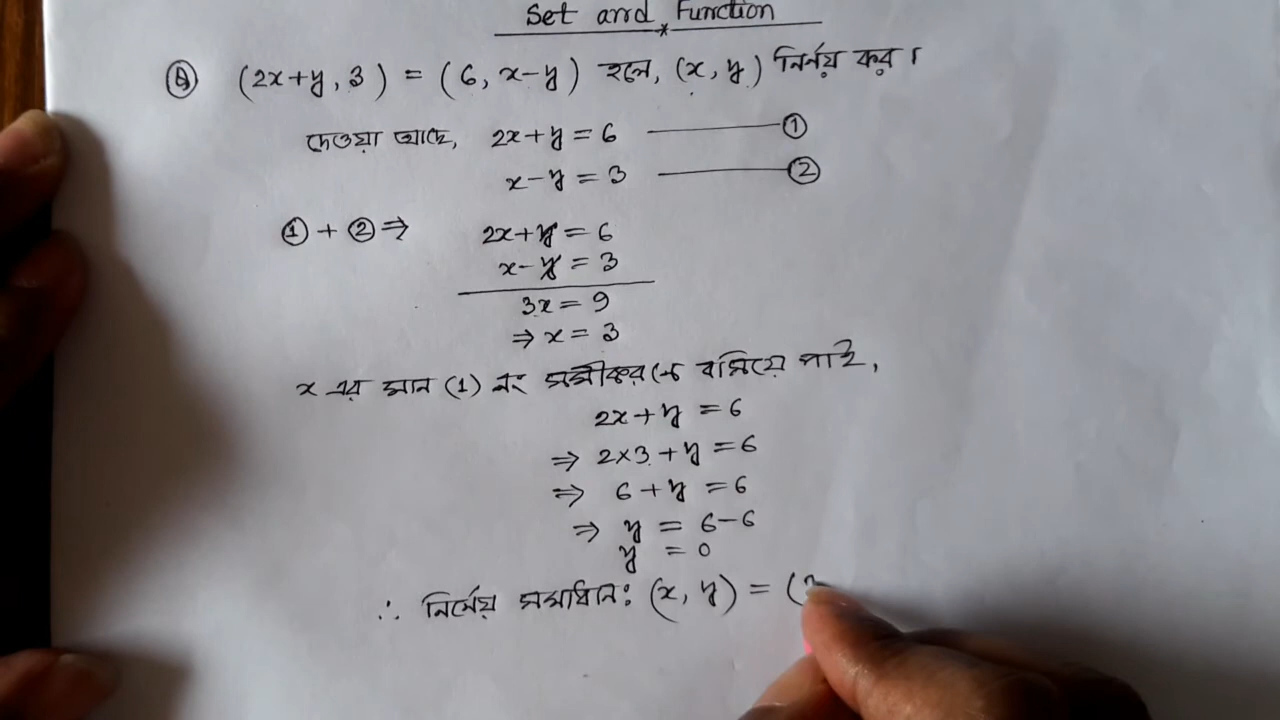 Set and Function
Ⓠ (2x+y, 3) = (6, x-y) হলে, (x, y) নির্নয় কর।
দেওয়া আছে, 2x+y = 6 ——— ①
x-y = 3 ——— ②
① + ② ⇒ 2x+y = 6
x-y = 3
3x = 9
⇒ x = 3
x এর মান (1) নং সমীকরণে বসিয়ে পাই,
2x+y = 6
⇒ 2×3+y = 6
⇒ 6+y = 6
⇒ y = 6-6
y = 0
∴ নির্নেয় সমাধান: (x, y) = (